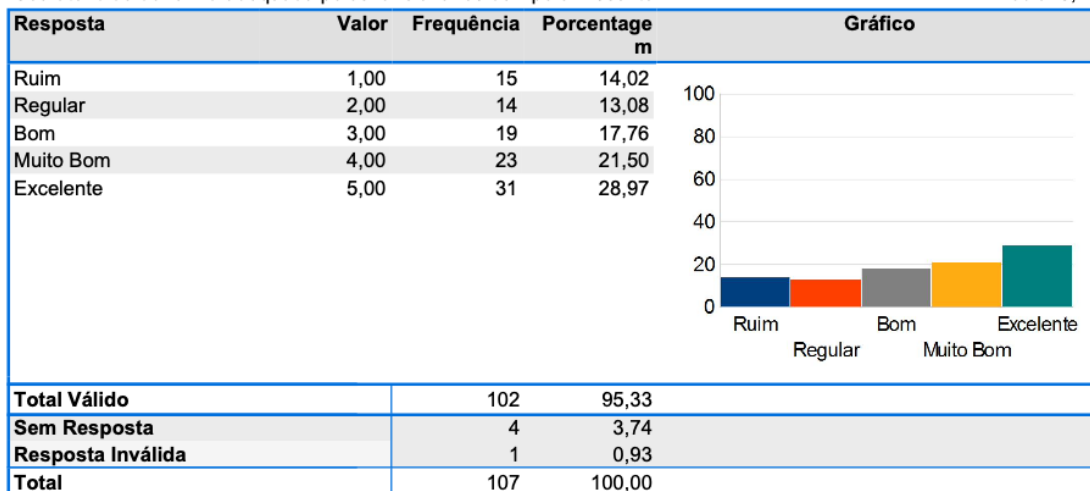 Resposta Valor Frequência Porcentage Gráfico
m
Ruim 1,00 15 14,02
Regular 2,00 14 13,08
Bom 3,00 19 17,76
Muito Bom 4,00 23 21,50
Excelente 5,00 31 28,97
100
80
60
40
20
0
Ruim Bom Excelente
Regular Muito Bom
Total Válido 102 95,33
Sem Resposta 4 3,74
Resposta Inválida 1 0,93
Total 107 100,00